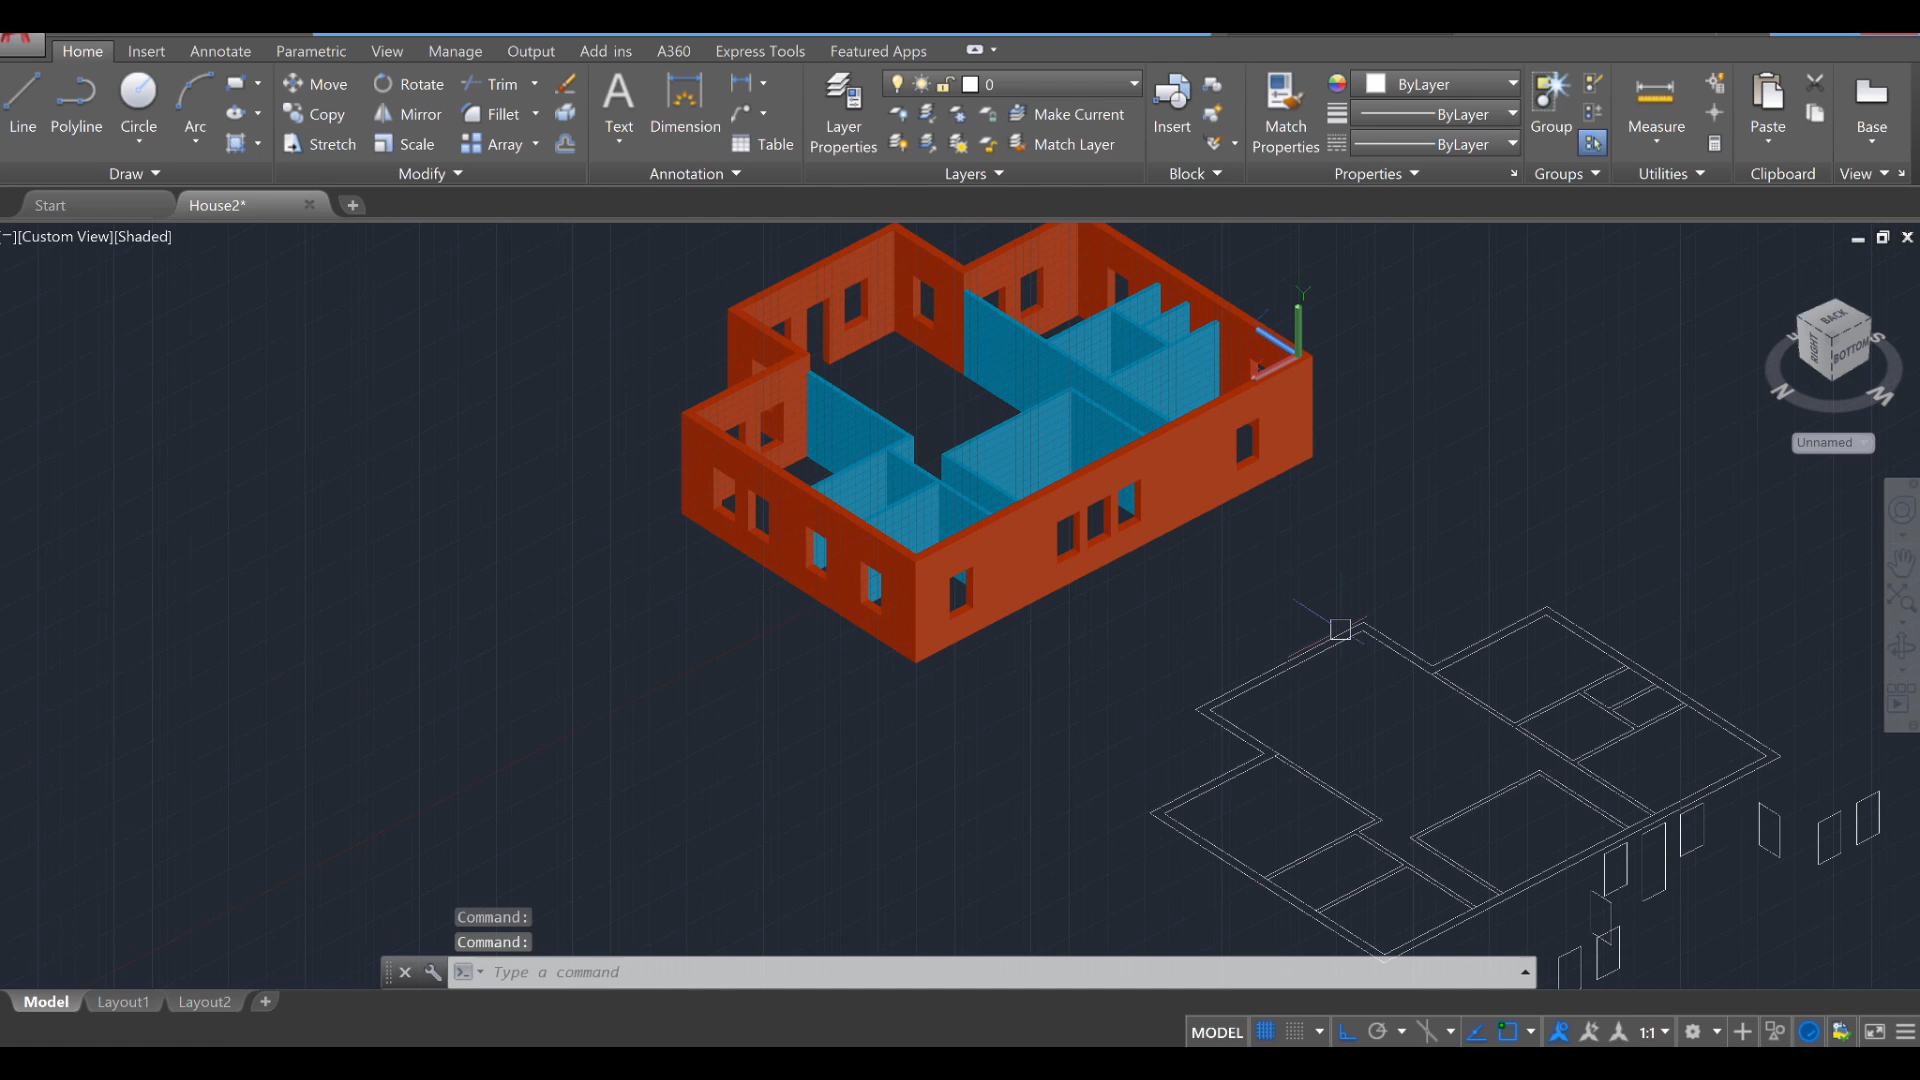 Home Insert Annotate Parametric View Manage Output Add ins A360 Express Tools Featured Apps
Line Polyline Circle Arc
Move Rotate Trim
Copy Mirror Fillet
Stretch Scale Array
Text Dimension Table
Layer Properties
0
Make Current
Match Layer
Insert
Match Properties
ByLayer
ByLayer
ByLayer
Group Measure Paste Base
Draw Modify Annotation Layers Block Properties Groups Utilities Clipboard View
Start House2*
[−][Custom View][Shaded]
Y
BACK
RIGHT
BOTTOM
N
S
Unnamed
Command:
Command:
Type a command
Model Layout1 Layout2
MODEL 1:1